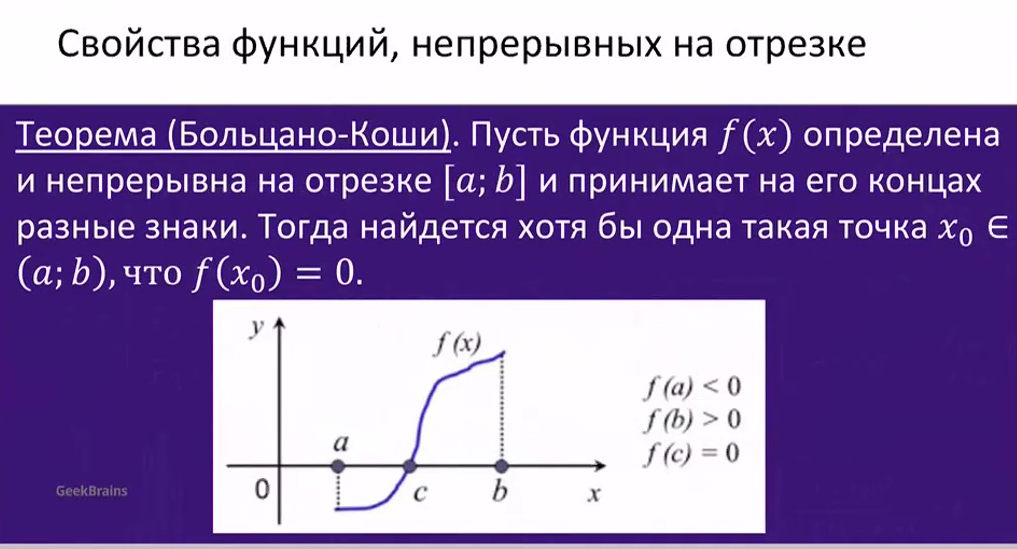 Свойства функций, непрерывных на отрезке
Теорема (Больцано-Коши). Пусть функция f(x) определена
и непрерывна на отрезке [a; b] и принимает на его концах
разные знаки. Тогда найдется хотя бы одна такая точка x₀ ∈
(a; b), что f(x₀) = 0.
y
f(x)
f(a) < 0
f(b) > 0
f(c) = 0
a
0
c
b
x
GeekBrains